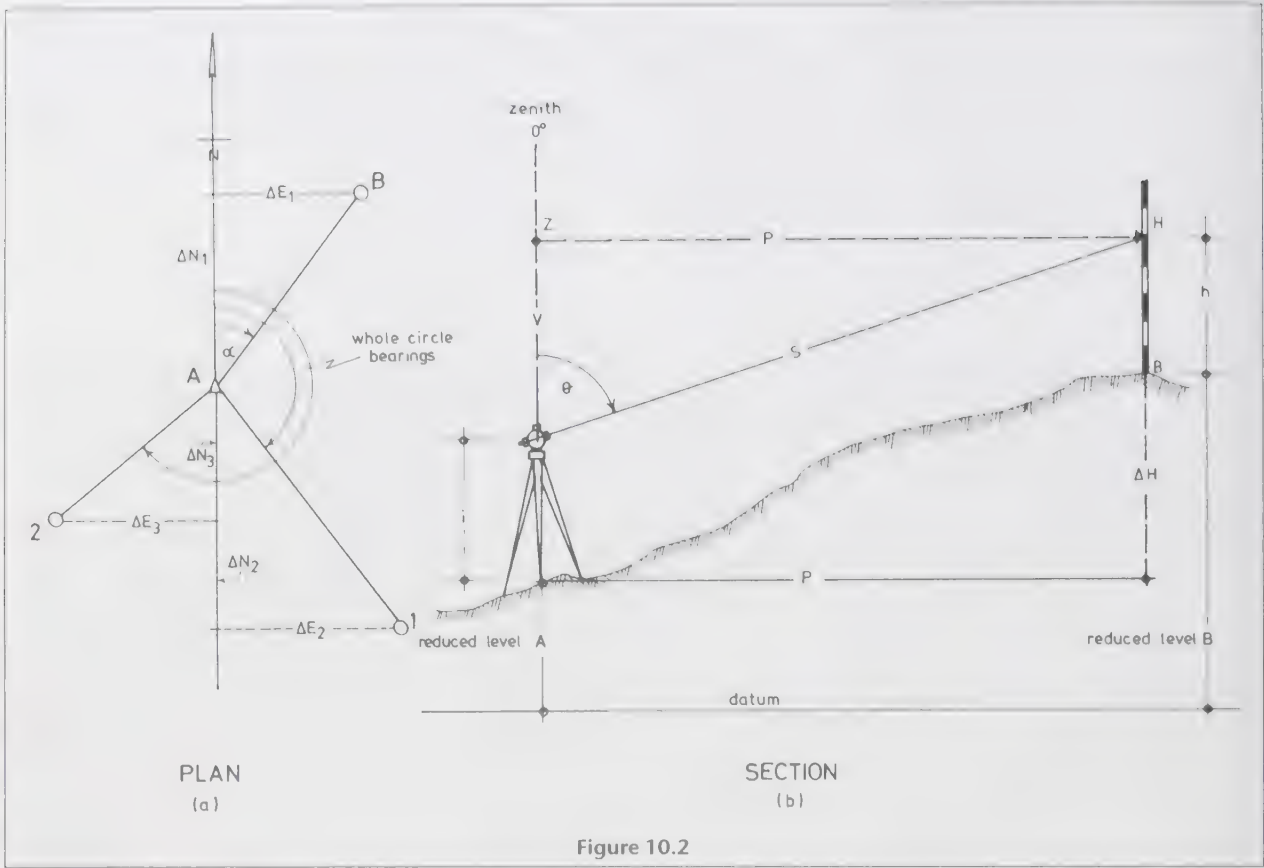 N
ΔE₁
B
ΔN₁
α
whole circle
bearings
A
ΔN₃
2
ΔE₃
ΔN₂
ΔE₂
1
PLAN
(a)
zenith
0°
Z
P
H
V
h
S
θ
B
i
ΔH
P
reduced level A
reduced level B
datum
SECTION
(b)
Figure 10.2